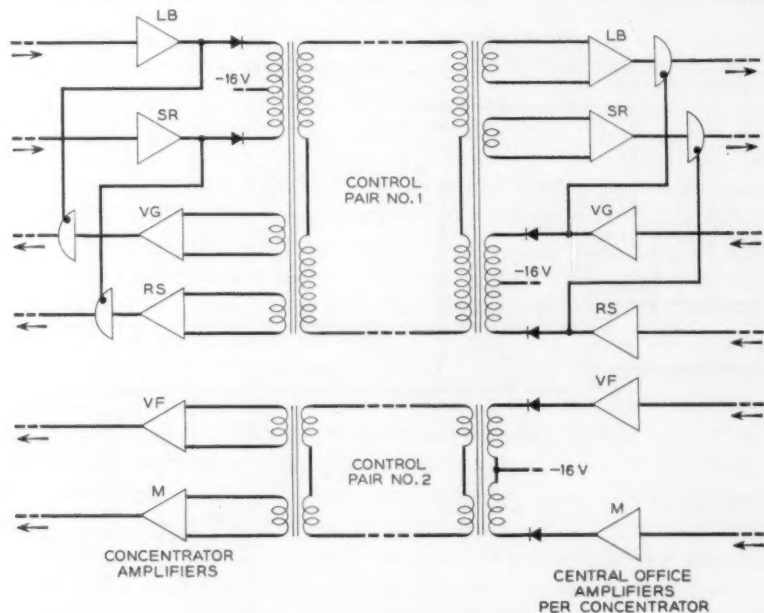 LB
-16 V
SR
VG
RS
CONTROL
PAIR NO. 1
LB
SR
VG
-16 V
RS
VF
M
CONTROL
PAIR NO. 2
VF
-16 V
M
CONCENTRATOR
AMPLIFIERS
CENTRAL OFFICE
AMPLIFIERS
PER CONCENTRATOR